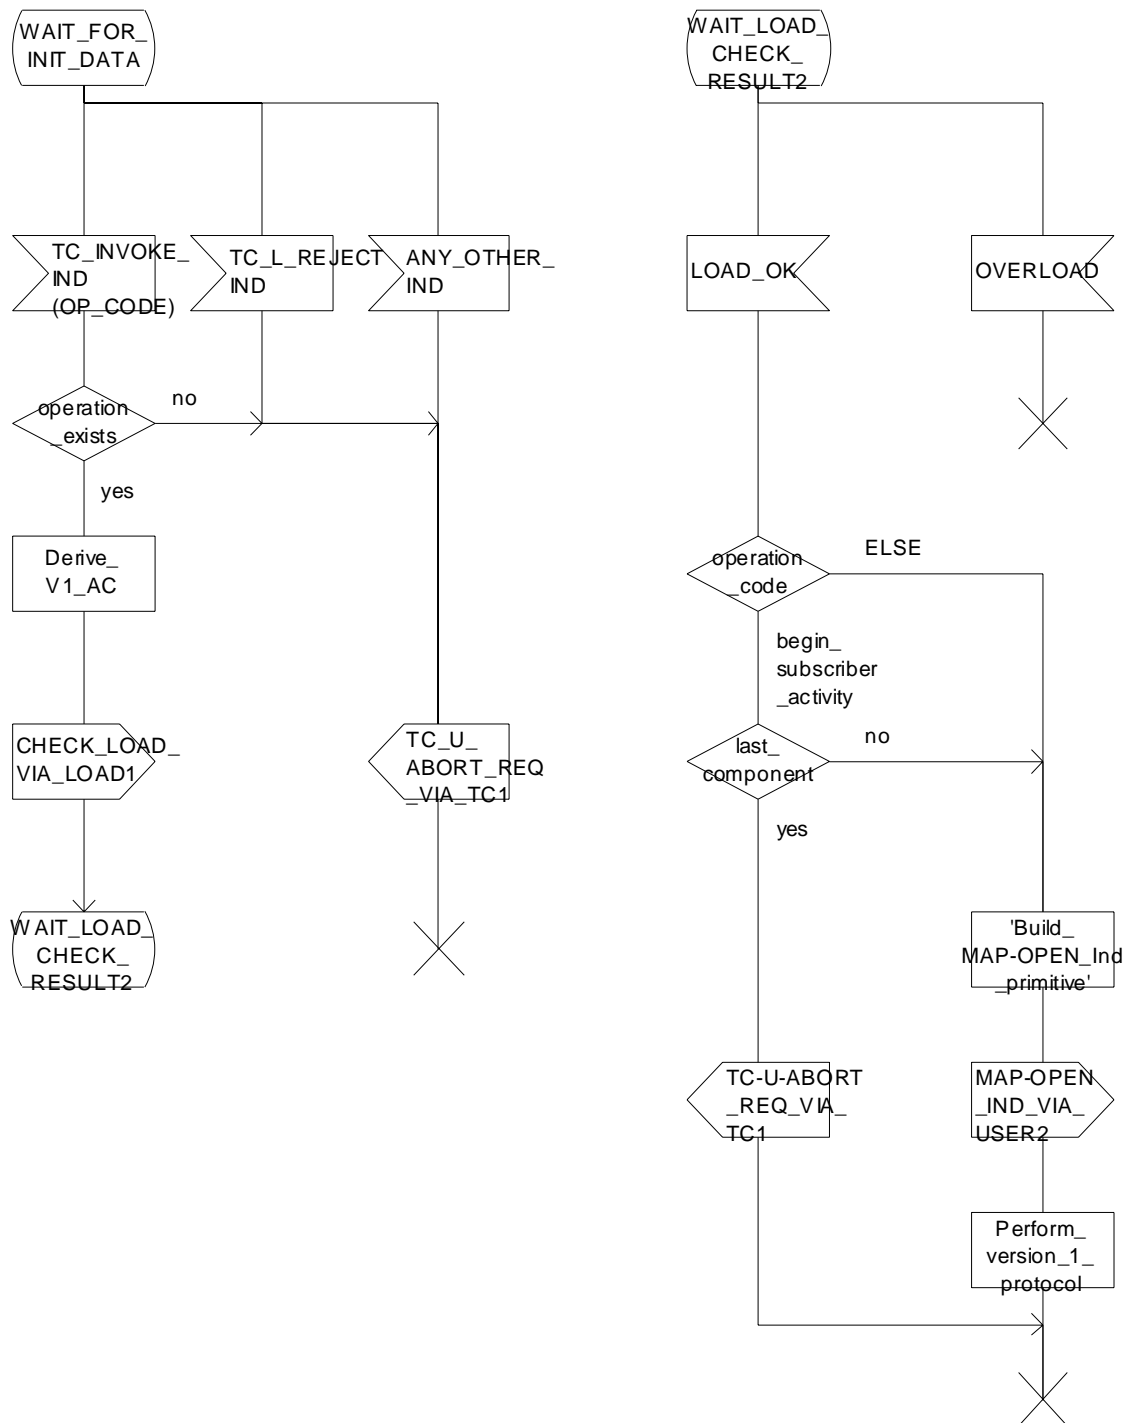 WAIT_FOR_
INIT_DATA
TC_INVOKE_
IND
(OP_CODE)
TC_L_REJECT
IND
ANY_OTHER_
IND
operation
_exists
no
yes
Derive_
V1_AC
CHECK_LOAD_
VIA_LOAD1
TC_U_
ABORT_REQ
_VIA_TC1
WAIT_LOAD_
CHECK_
RESULT2
WAIT_LOAD_
CHECK_
RESULT2
LOAD_OK
OVERLOAD
operation
_code
ELSE
begin_
subscriber
_activity
last_
component
no
yes
'Build_
MAP-OPEN_Ind
_primitive'
TC-U-ABORT
_REQ_VIA_
TC1
MAP-OPEN
_IND_VIA_
USER2
Perform_
version_1_
protocol